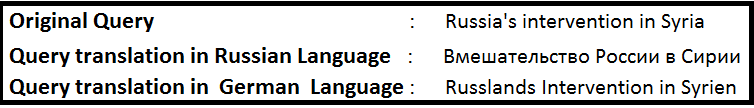 Original Query : Russia's intervention in Syria
Query translation in Russian Language : Вмешательство России в Сирии
Query translation in German Language : Russlands Intervention in Syrien